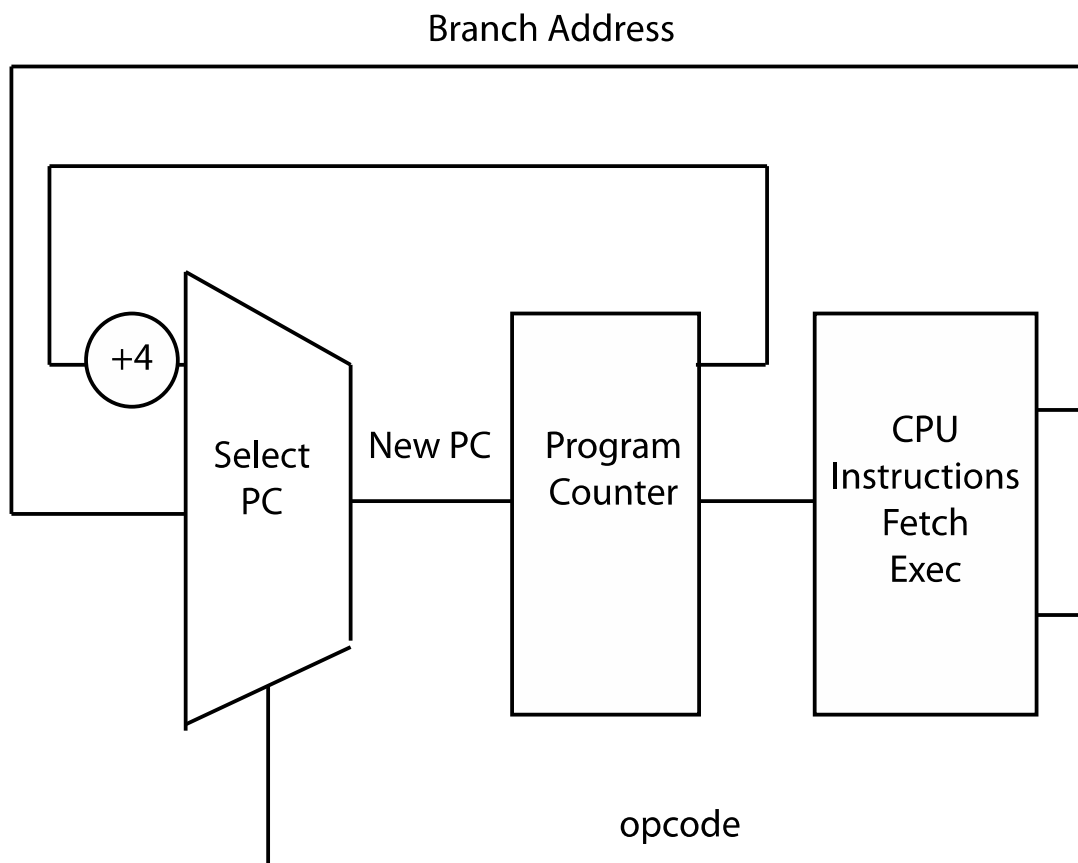 Branch Address
+4
Select
PC
New PC
Program
Counter
CPU
Instructions
Fetch
Exec
opcode